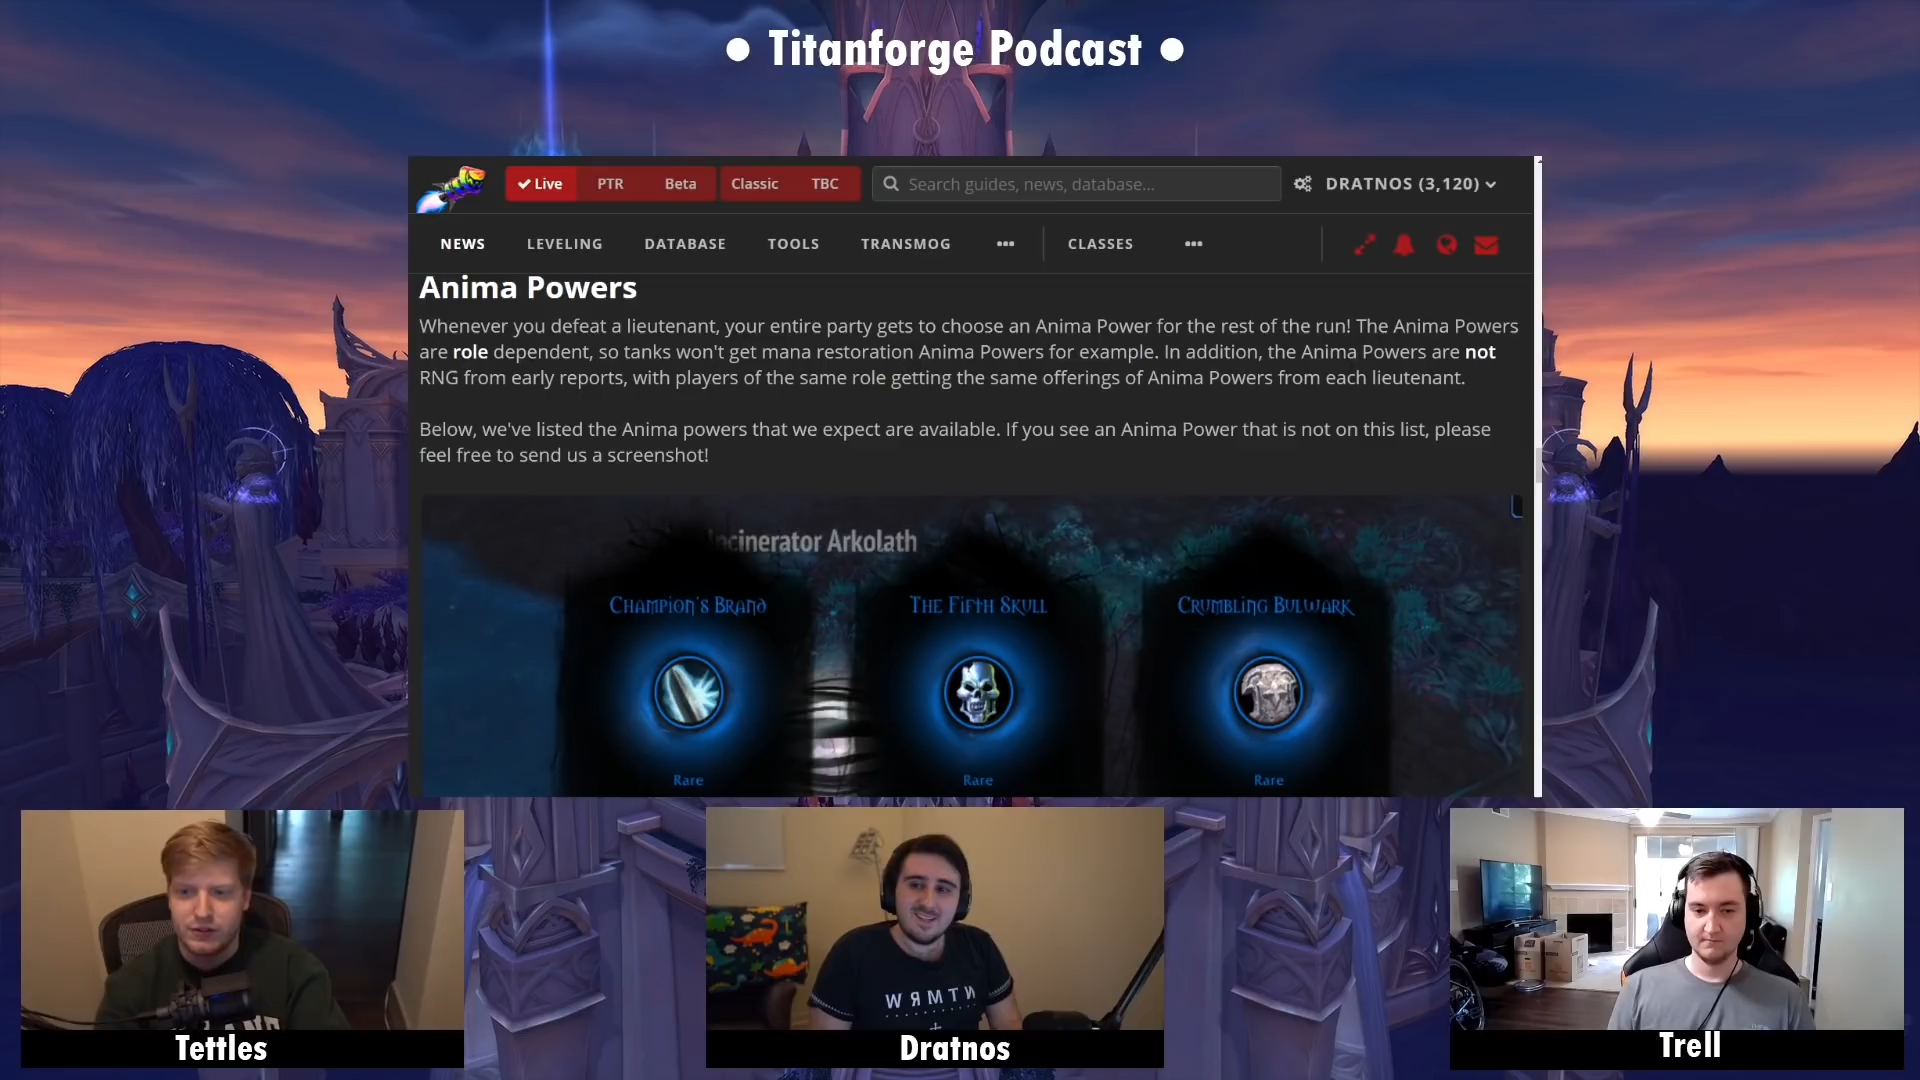 • Titanforge Podcast •
Live PTR Beta Classic TBC Search guides, news, database... DRATNOS (3,120)
NEWS LEVELING DATABASE TOOLS TRANSMOG ••• CLASSES •••
Anima Powers
Whenever you defeat a lieutenant, your entire party gets to choose an Anima Power for the rest of the run! The Anima Powers
are role dependent, so tanks won't get mana restoration Anima Powers for example. In addition, the Anima Powers are not
RNG from early reports, with players of the same role getting the same offerings of Anima Powers from each lieutenant.
Below, we've listed the Anima powers that we expect are available. If you see an Anima Power that is not on this list, please
feel free to send us a screenshot!
Incinerator Arkolath
Champion's Brand The Fifth Skull Crumbling Bulwark
Rare Rare Rare
WЯMTИ
Tettles Dratnos Trell